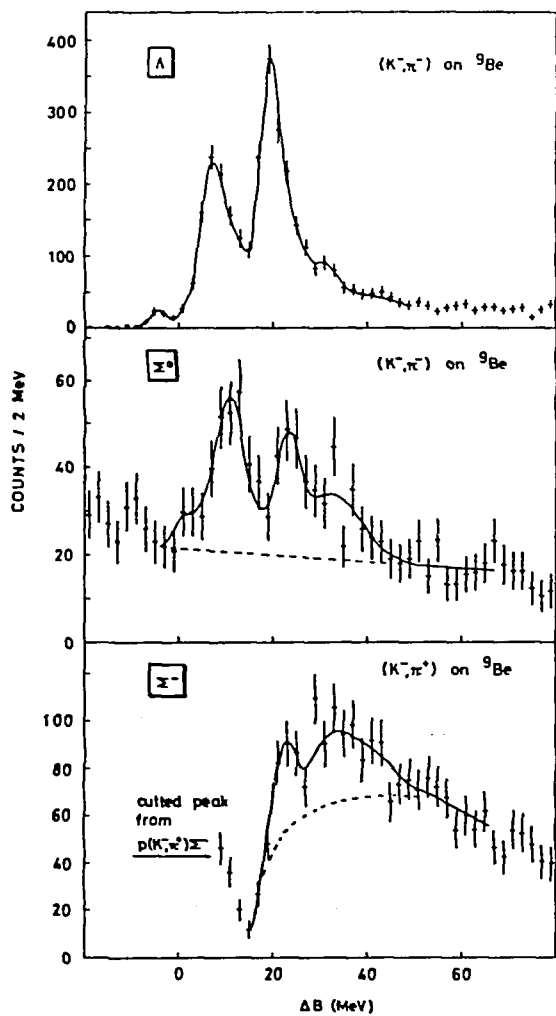 400
Λ
(K⁻,π⁻) on ⁹Be
300
200
100
0
Σ⁰
(K⁻,π⁻) on ⁹Be
60
COUNTS / 2 MeV
40
20
0
Σ⁻
(K⁻,π⁺) on ⁹Be
100
80
cutted peak
from
p(K⁻,π⁺)Σ⁻
60
40
20
0
0
20
40
60
ΔB (MeV)